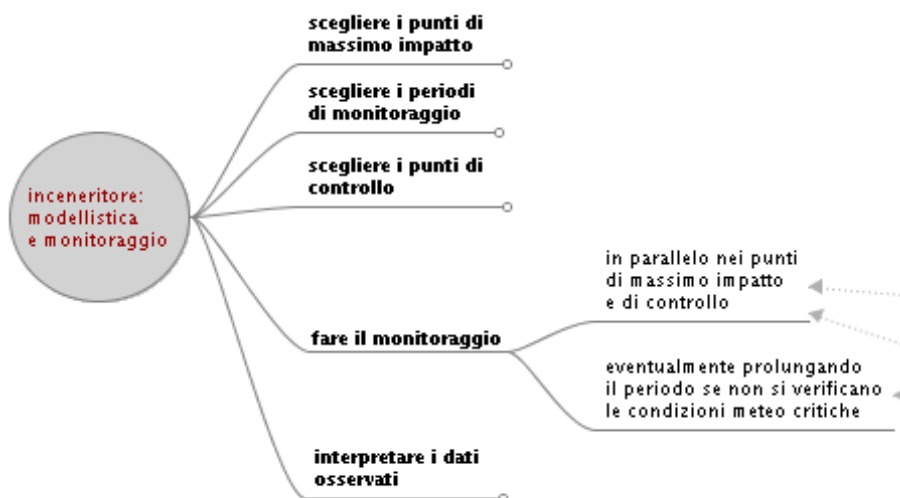 inceneritore:
modellistica
e monitoraggio
scegliere i punti di
massimo impatto
scegliere i periodi
di monitoraggio
scegliere i punti di
controllo
fare il monitoraggio
in parallelo nei punti
di massimo impatto
e di controllo
eventualmente prolungando
il periodo se non si verificano
le condizioni meteo critiche
interpretare i dati
osservati